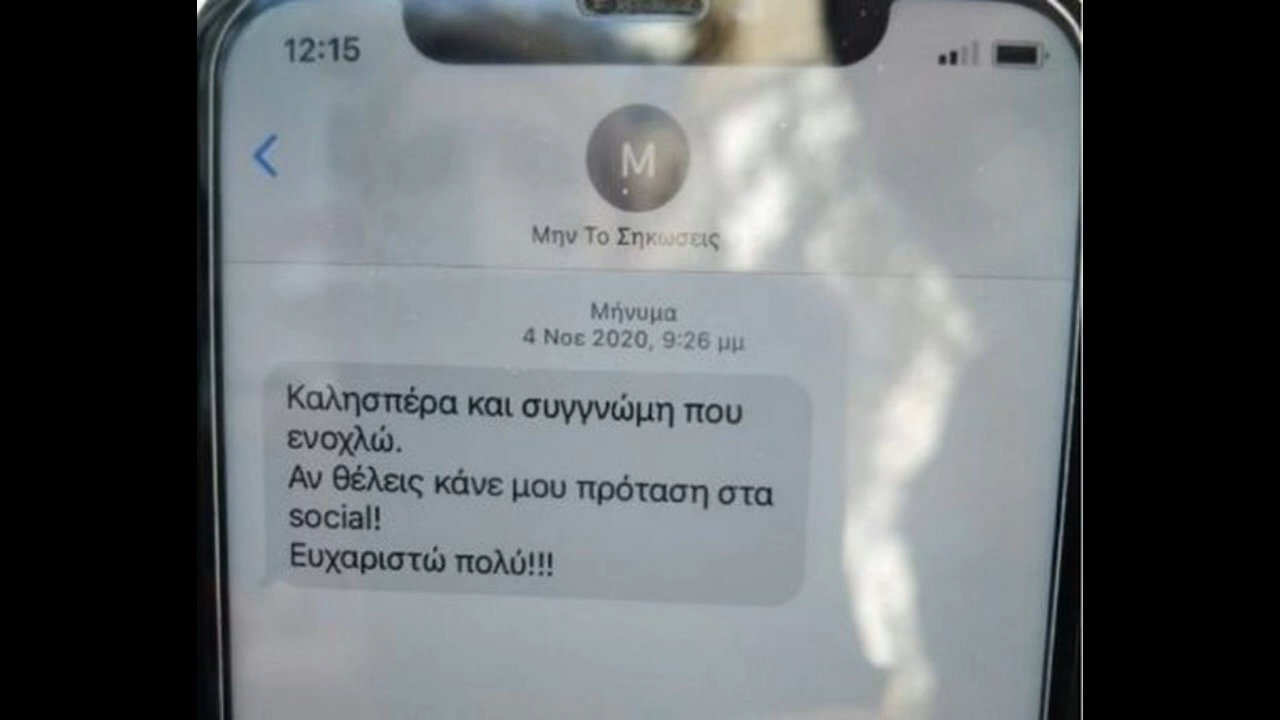 12:15
M
Μην Το Σηκωσεις
Μήνυμα
4 Νοε 2020, 9:26 μμ
Καλησπέρα και συγγνώμη που
ενοχλώ.
Αν θέλεις κάνε μου πρόταση στα
social!
Ευχαριστώ πολύ!!!